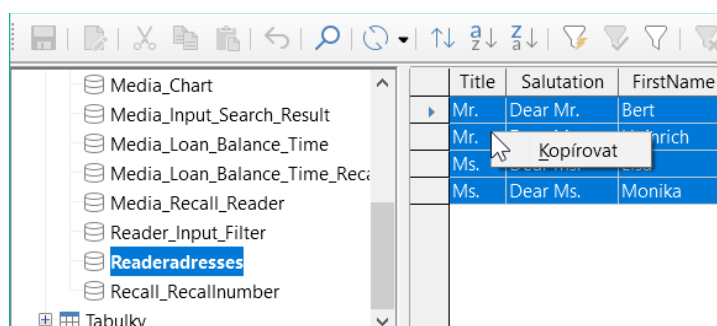 Media_Chart
Media_Input_Search_Result
Media_Loan_Balance_Time
Media_Loan_Balance_Time_Reca
Media_Recall_Reader
Reader_Input_Filter
Readeradresses
Recall_Recallnumber
Tabulky
Title Salutation FirstName
Mr. Dear Mr. Bert
Mr.
Kopírovat
Ms.
Ms. Dear Ms. Monika